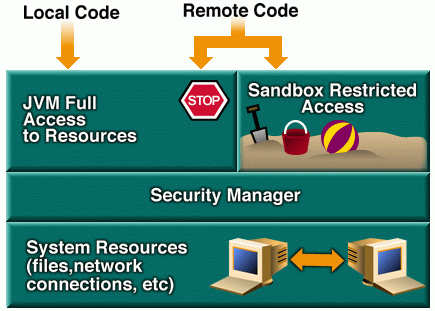 Local Code
Remote Code
JVM Full
Access
to Resources
STOP
Sandbox Restricted
Access
Security Manager
System Resources
(files,network
connections, etc)